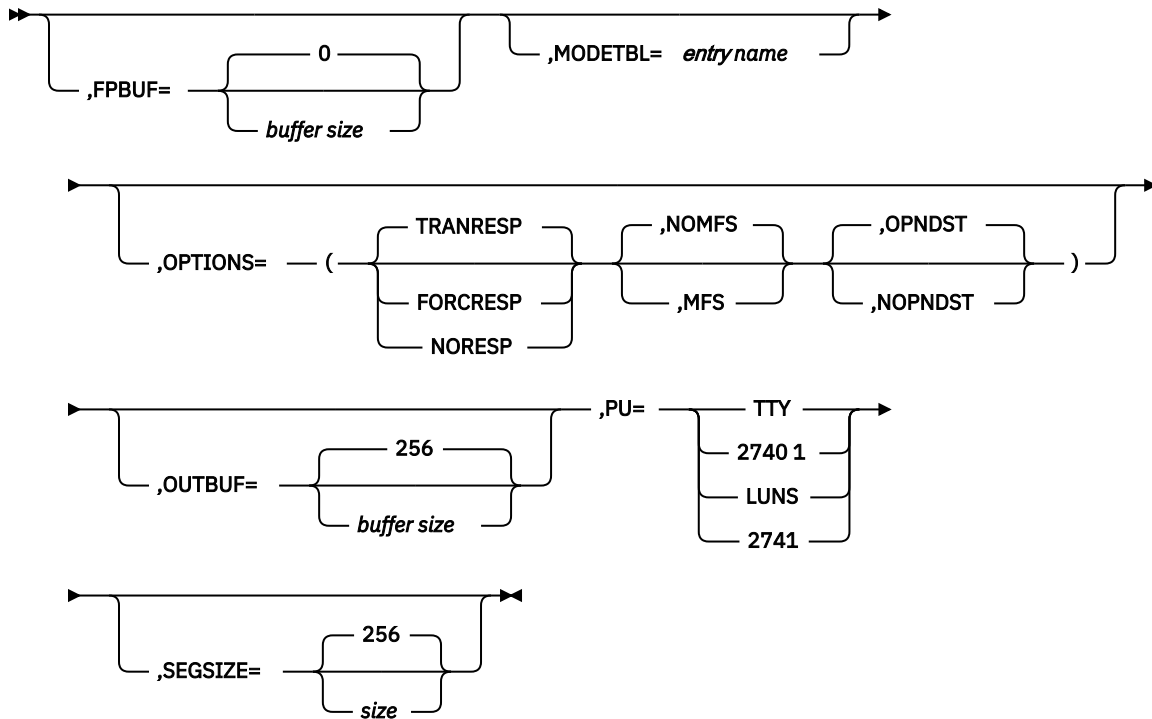 0
,FPBUF=
buffer size
,MODETBL= entry name
,OPTIONS= ( TRANRESP ,NOMFS ,OPNDST )
FORCRESP ,MFS ,NOPNDST
NORESP
,OUTBUF= 256
buffer size
,PU= TTY
2740 1
LUNS
2741
,SEGSIZE= 256
size